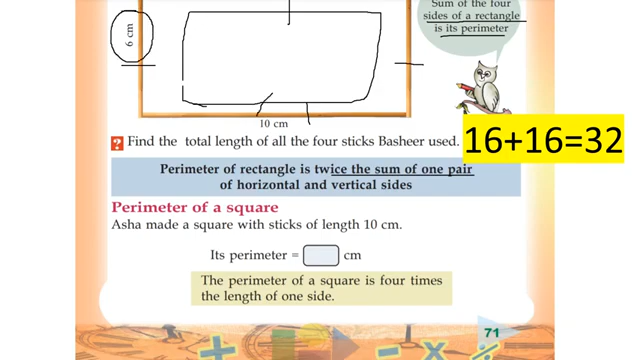 Sum of the four
sides of a rectangle
is its perimeter
6 cm
10 cm
? Find the total length of all the four sticks Basheer used.
16+16=32
Perimeter of rectangle is twice the sum of one pair
of horizontal and vertical sides
Perimeter of a square
Asha made a square with sticks of length 10 cm.
Its perimeter = cm
The perimeter of a square is four times
the length of one side.
71
+ - x ÷